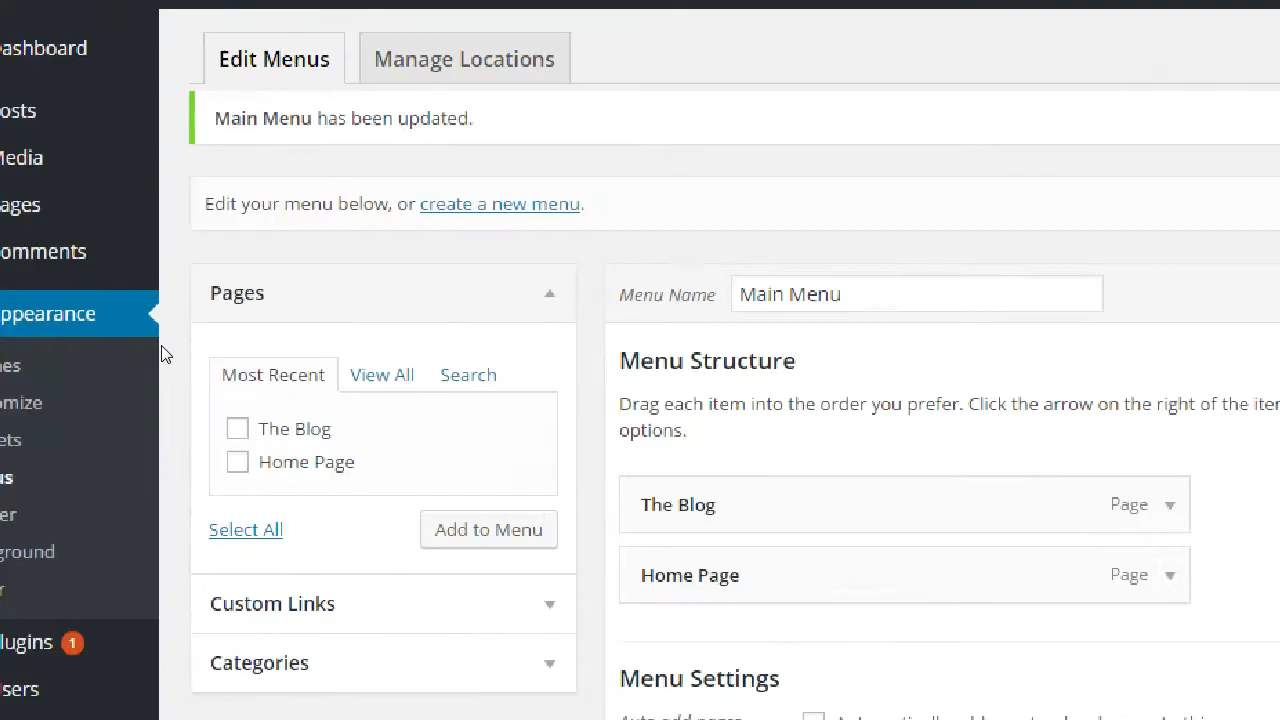 ashboard
osts
Media
ages
omments
ppearance
es
omize
ets
us
er
ground
r
lugins 1
sers
Edit Menus Manage Locations
Main Menu has been updated.
Edit your menu below, or create a new menu.
Pages
Most Recent View All Search
The Blog
Home Page
Select All Add to Menu
Custom Links
Categories
Menu Name Main Menu
Menu Structure
Drag each item into the order you prefer. Click the arrow on the right of the iter
options.
The Blog Page
Home Page Page
Menu Settings
Auto add pages